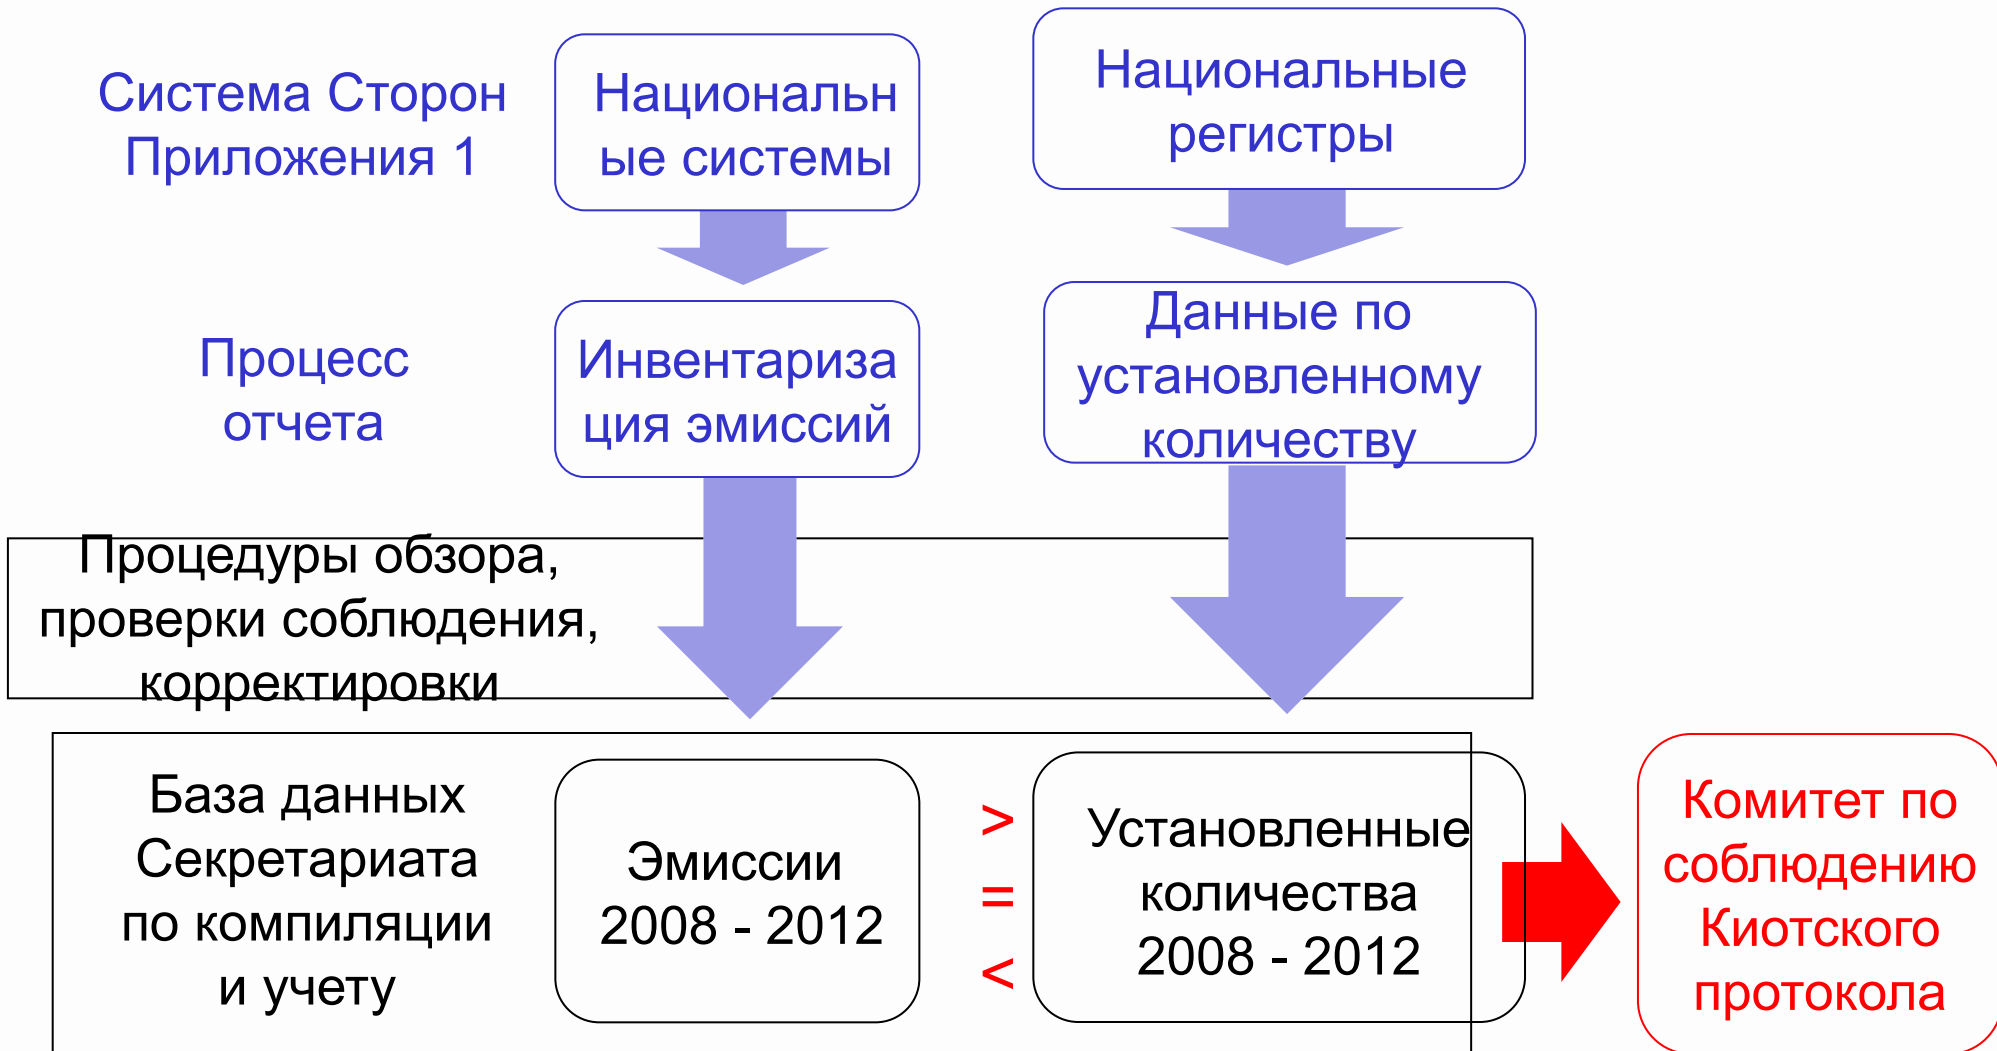 Система Сторон
Приложения 1
Национальн
ые системы
Национальные
регистры
Процесс
отчета
Инвентариза
ция эмиссий
Данные по
установленному
количеству
Процедуры обзора,
проверки соблюдения,
корректировки
База данных
Секретариата
по компиляции
и учету
Эмиссии
2008 - 2012
>
=
<
Установленные
количества
2008 - 2012
Комитет по
соблюдению
Киотского
протокола